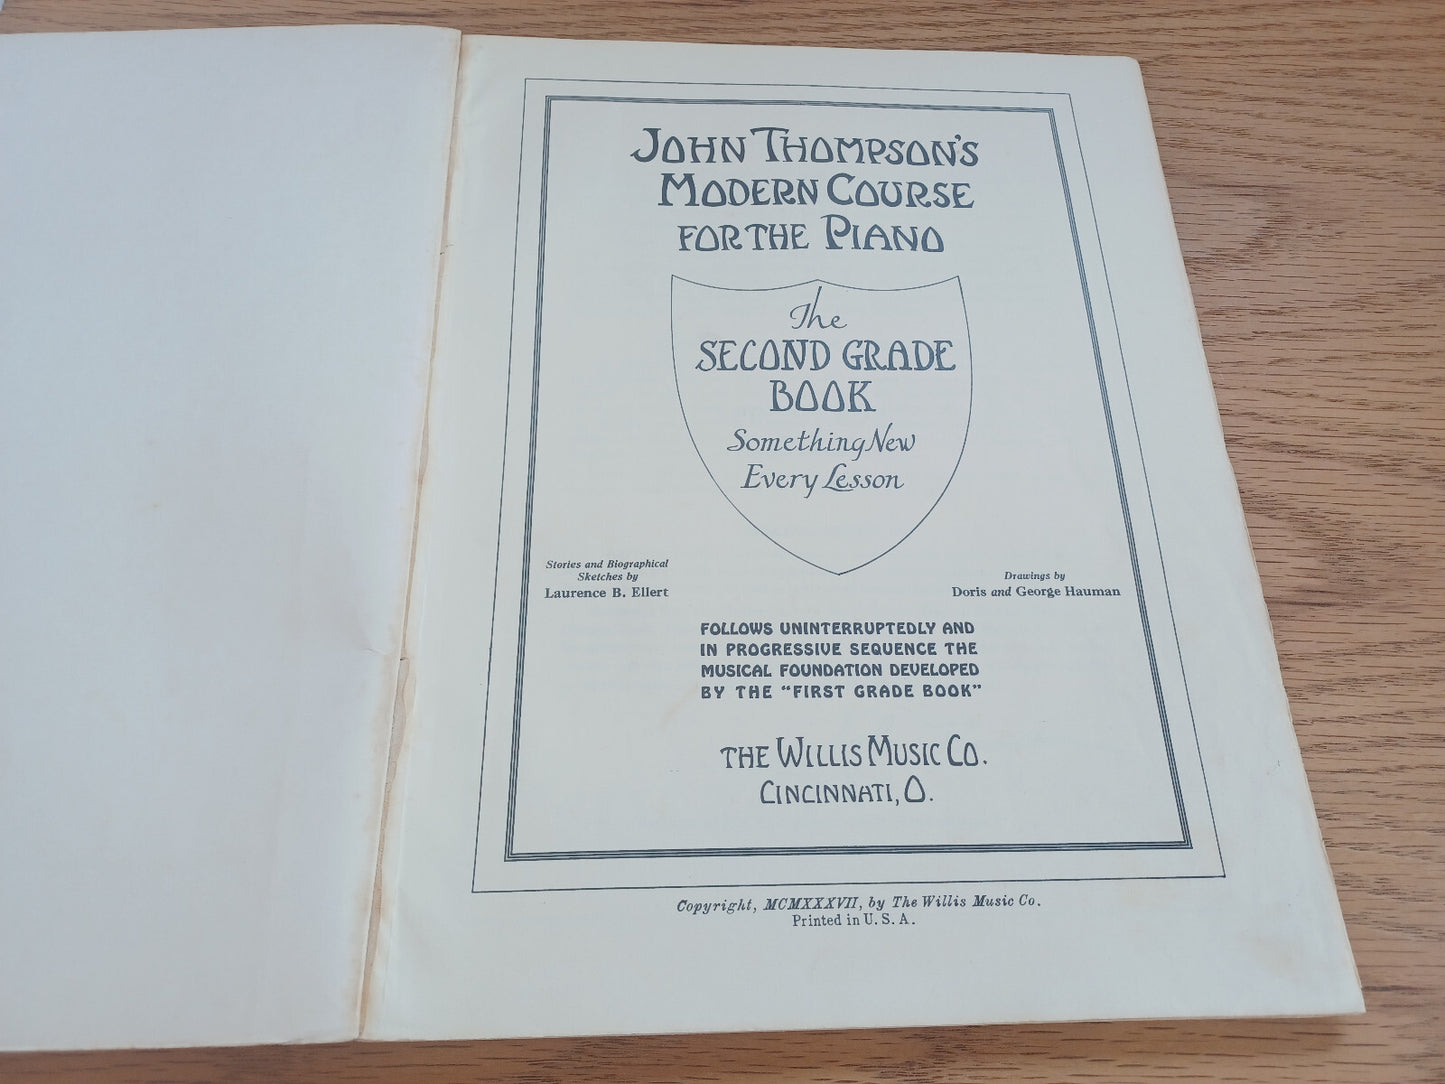 JOHN THOMPSON'S
MODERN COURSE
FOR THE PIANO
The
SECOND GRADE
BOOK
Something New
Every Lesson
Stories and Biographical
Sketches by
Laurence B. Ellert
Drawings by
Doris and George Hauman
FOLLOWS UNINTERRUPTEDLY AND
IN PROGRESSIVE SEQUENCE THE
MUSICAL FOUNDATION DEVELOPED
BY THE "FIRST GRADE BOOK"
THE WILLIS MUSIC CO.
CINCINNATI, O.
Copyright, MCMXXXVII, by The Willis Music Co.
Printed in U. S. A.